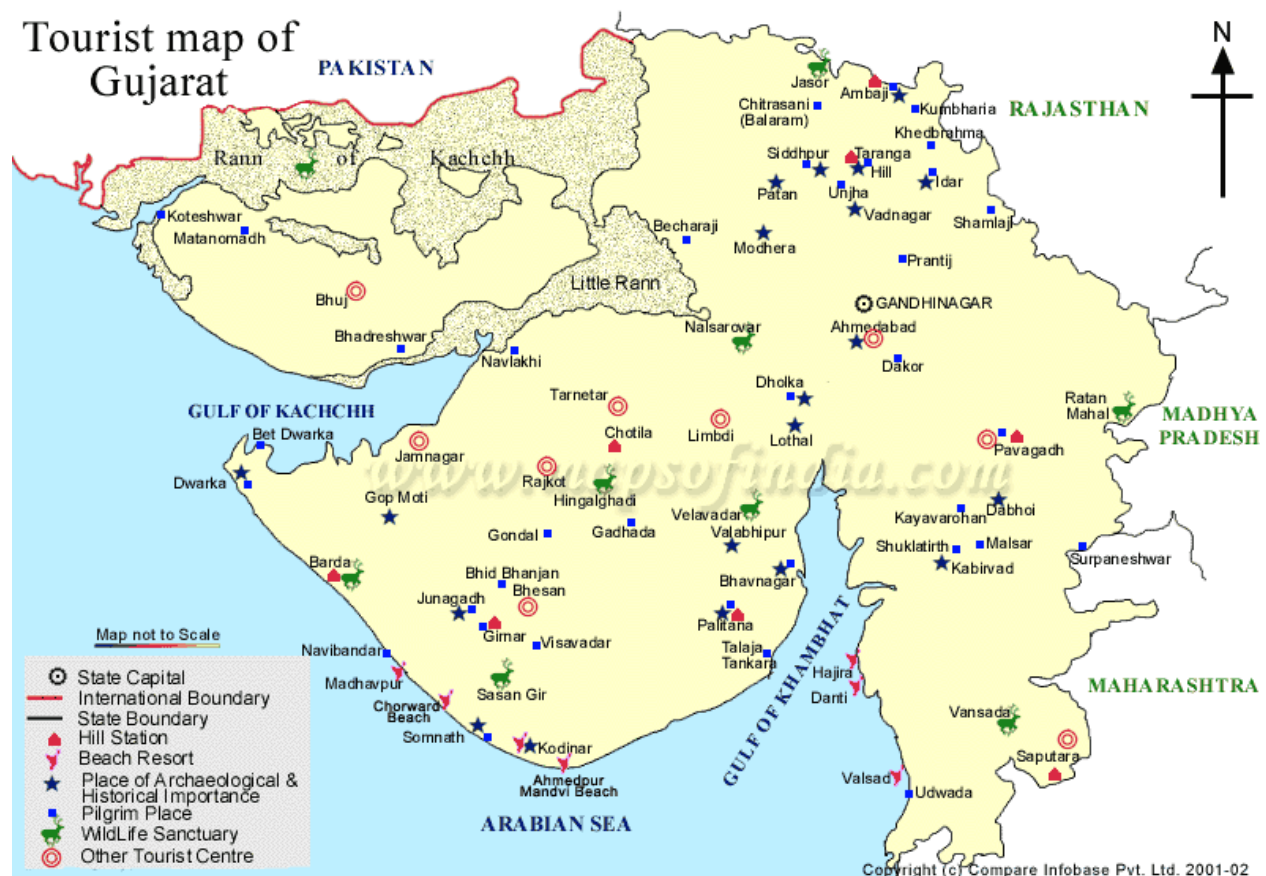 Tourist map of
Gujarat
PAKISTAN
N
RAJASTHAN
Jasor
Ambaji
Kumbharia
Chitrasani
(Balaram)
Khedbrahma
Rann of Kachchh
Siddhpur
Taranga
Hill
Idar
Patan
Unjha
Vadnagar
Shamlaji
Koteshwar
Matanomadh
Becharaji
Modhera
Prantij
Little Rann
Bhuj
GANDHINAGAR
Ahmedabad
Nalsarovar
Bhadreshwar
Navlakhi
Dakor
Dholka
Tarnetar
Ratan
Mahal
GULF OF KACHCHH
MADHYA
PRADESH
Bet Dwarka
Jamnagar
Chotila
Limbdi
Lothal
Pavagadh
www.mapsofindia.com
Dwarka
Rajkot
Gop Moti
Hingalghadi
Velavadar
Dabhoi
Kayavarohan
Gondal
Gadhada
Valabhipur
Shuklatirth
Malsar
Surpaneshwar
Kabirvad
Barda
Bhid Bhanjan
Bhavnagar
Bhesan
Junagadh
Palitana
Girnar
Visavadar
Talaja
Tankara
GULF OF KHAMBHAT
Navibandar
Madhavpur
Hajira
Danti
MAHARASHTRA
Sasan Gir
Chorward
Beach
Vansada
Somnath
Kodinar
Saputara
Ahmedpur
Mandvi Beach
Valsad
Udwada
ARABIAN SEA
Map not to Scale
State Capital
International Boundary
State Boundary
Hill Station
Beach Resort
Place of Archaeological &
Historical Importance
Pilgrim Place
WildLife Sanctuary
Other Tourist Centre
Copyright (c) Compare Infobase Pvt. Ltd. 2001-02